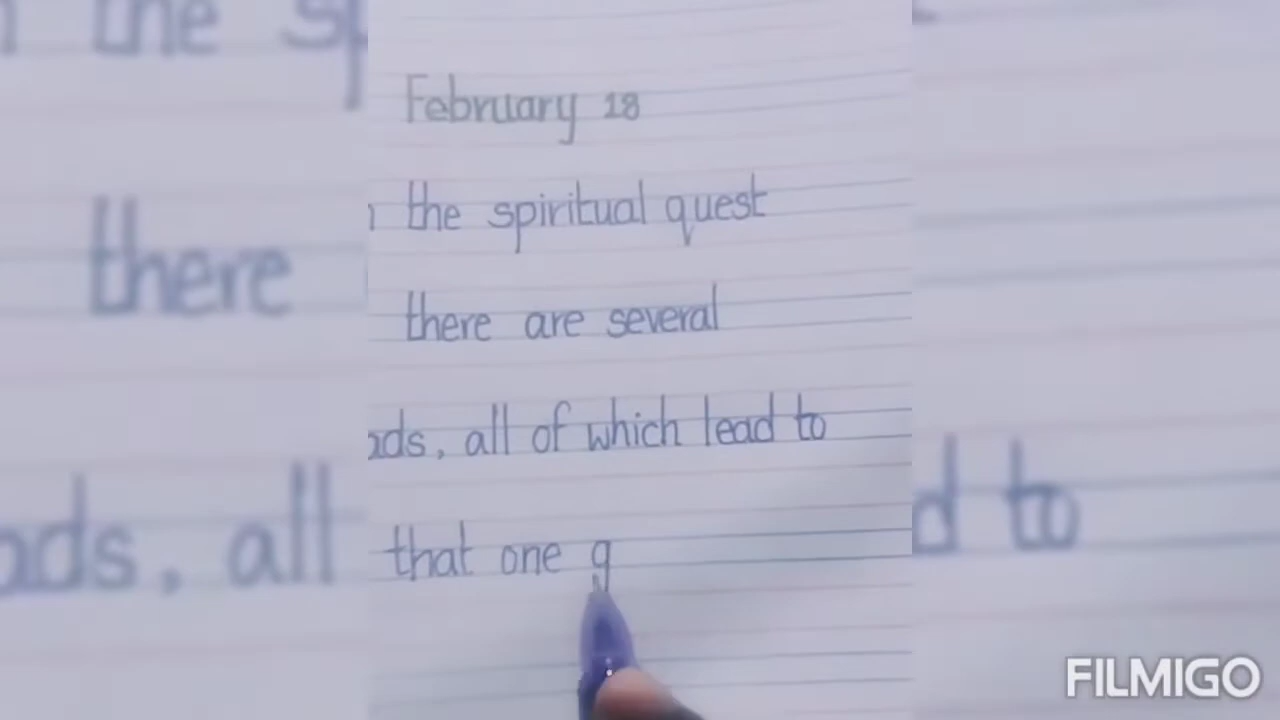 February 18
the spiritual quest
there are several
ads, all of which lead to
that one g
FILMIGO